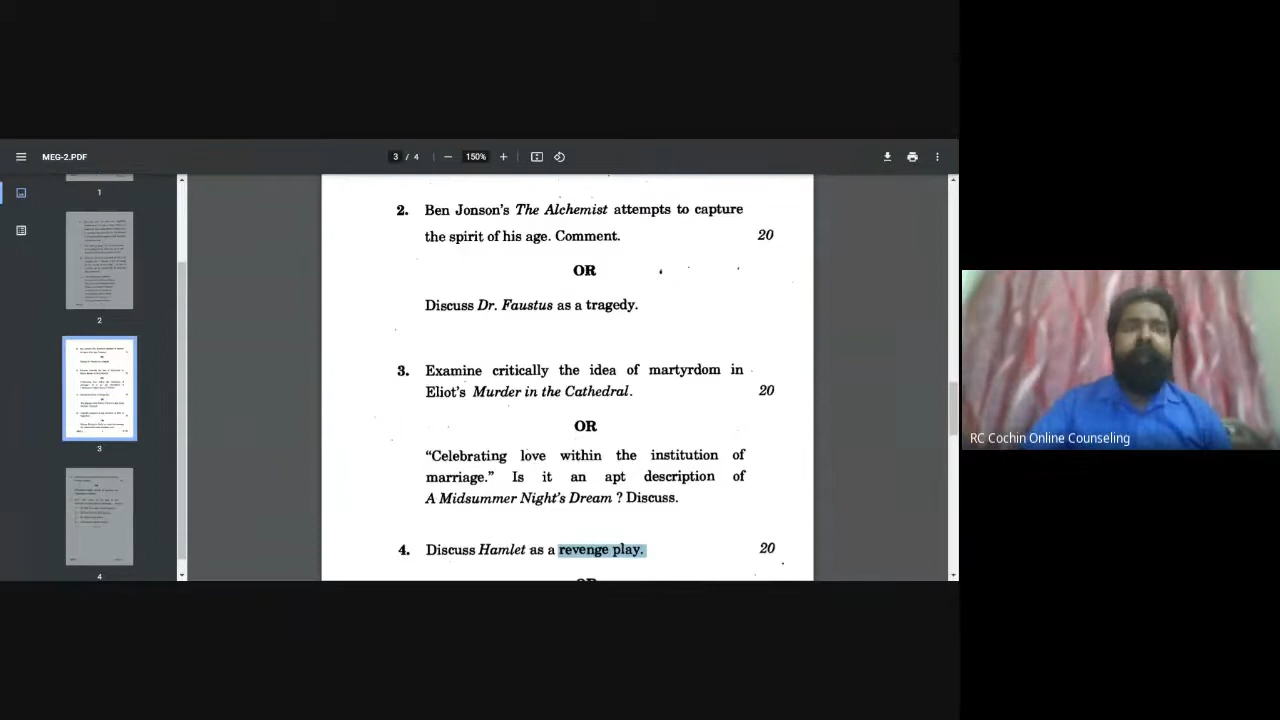 MEG-2.PDF
3 / 4
150%
1
2
3
4
2. Ben Jonson's The Alchemist attempts to capture
the spirit of his age. Comment. 20
OR
Discuss Dr. Faustus as a tragedy.
3. Examine critically the idea of martyrdom in
Eliot's Murder in the Cathedral. 20
OR
"Celebrating love within the institution of
marriage." Is it an apt description of
A Midsummer Night's Dream ? Discuss.
4. Discuss Hamlet as a revenge play. 20
OR
RC Cochin Online Counseling